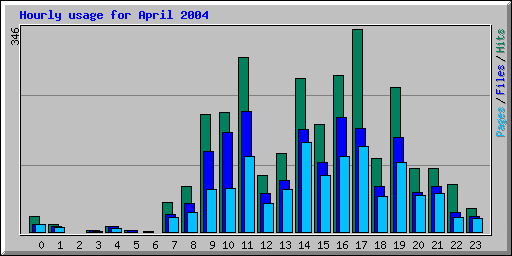 Hourly usage for April 2004
346
Pages / Files / Hits
0 1 2 3 4 5 6 7 8 9 10 11 12 13 14 15 16 17 18 19 20 21 22 23